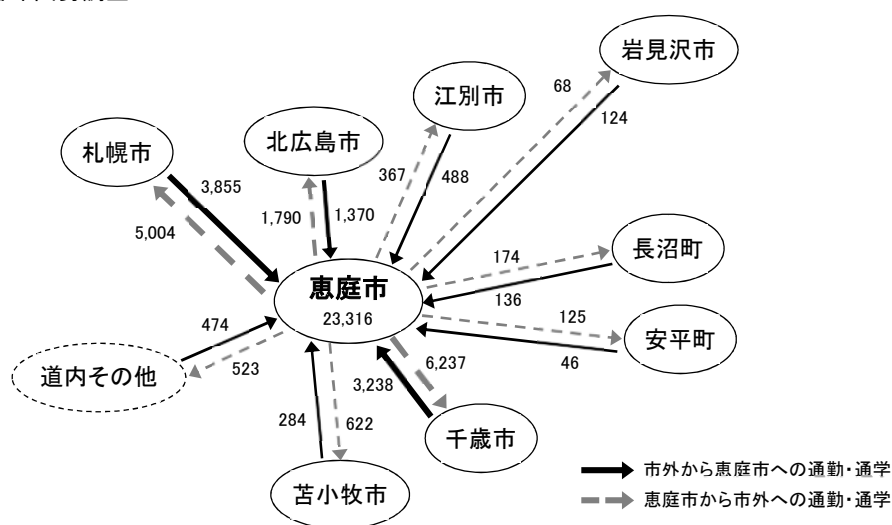 岩見沢市
68
江別市
124
北広島市
札幌市
367
488
3,855
1,790
1,370
5,004
長沼町
174
恵庭市
136
23,316
125
安平町
474
46
道内その他
523
6,237
3,238
284
622
千歳市
市外から恵庭市への通勤・通学
苫小牧市
恵庭市から市外への通勤・通学